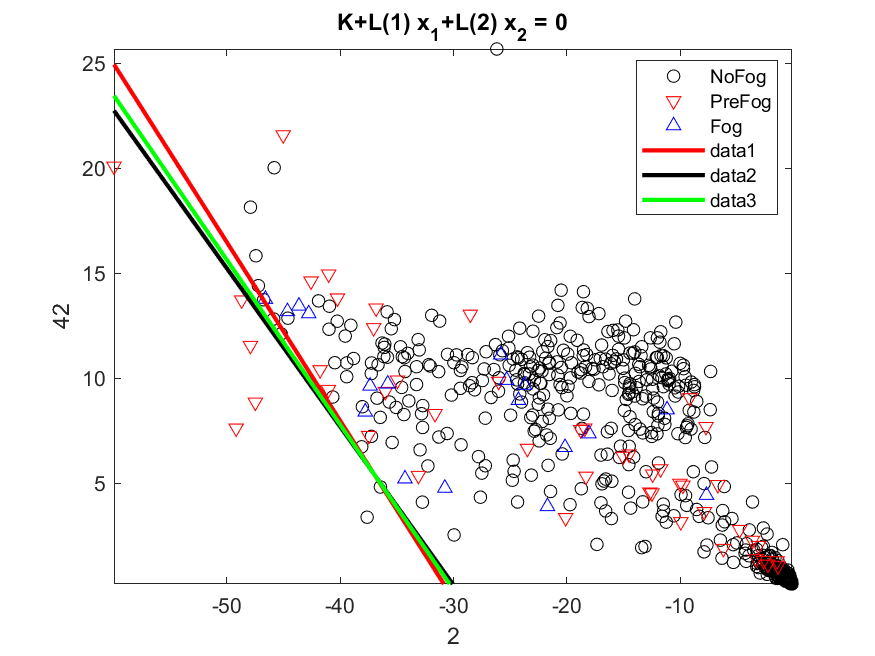 K+L(1) x1+L(2) x2 = 0
25
20
15
10
5
42
-50
-40
-30
-20
-10
2
NoFog
PreFog
Fog
data1
data2
data3